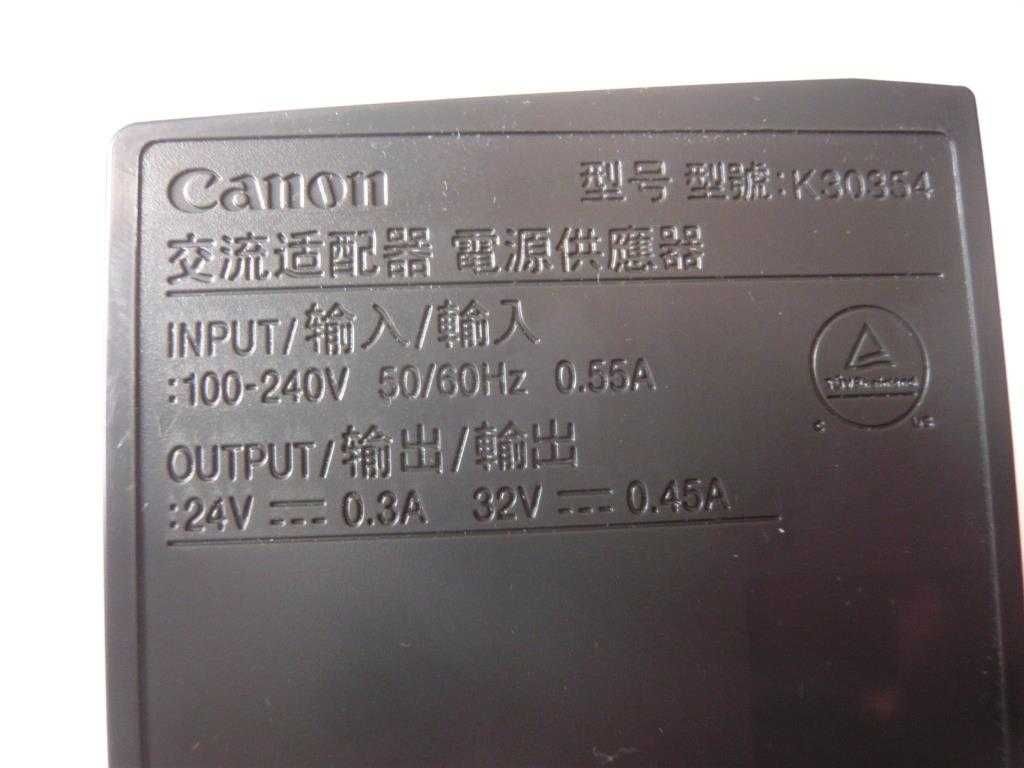 Canon 型号 型號:K30354
交流适配器 電源供應器
INPUT/输入/輸入
:100-240V 50/60Hz 0.55A
TÜVRheinland
C US
OUTPUT/输出/輸出
:24V ⎓ 0.3A 32V ⎓ 0.45A